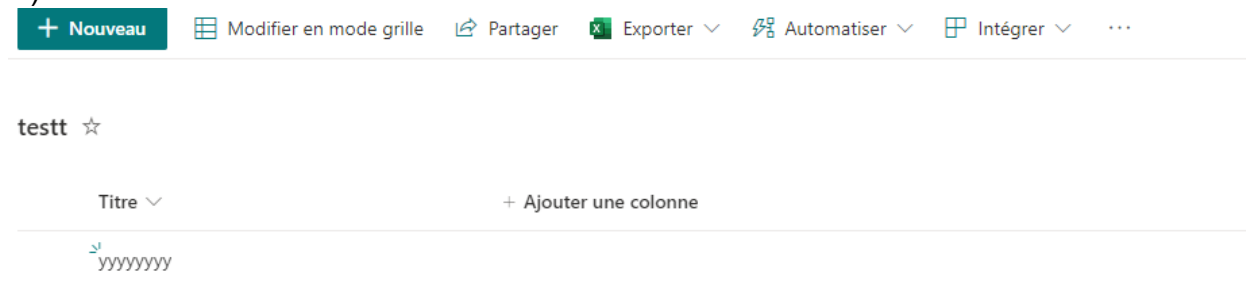 + Nouveau Modifier en mode grille Partager Exporter Automatiser Intégrer ...
testt
Titre + Ajouter une colonne
yyyyyyyy